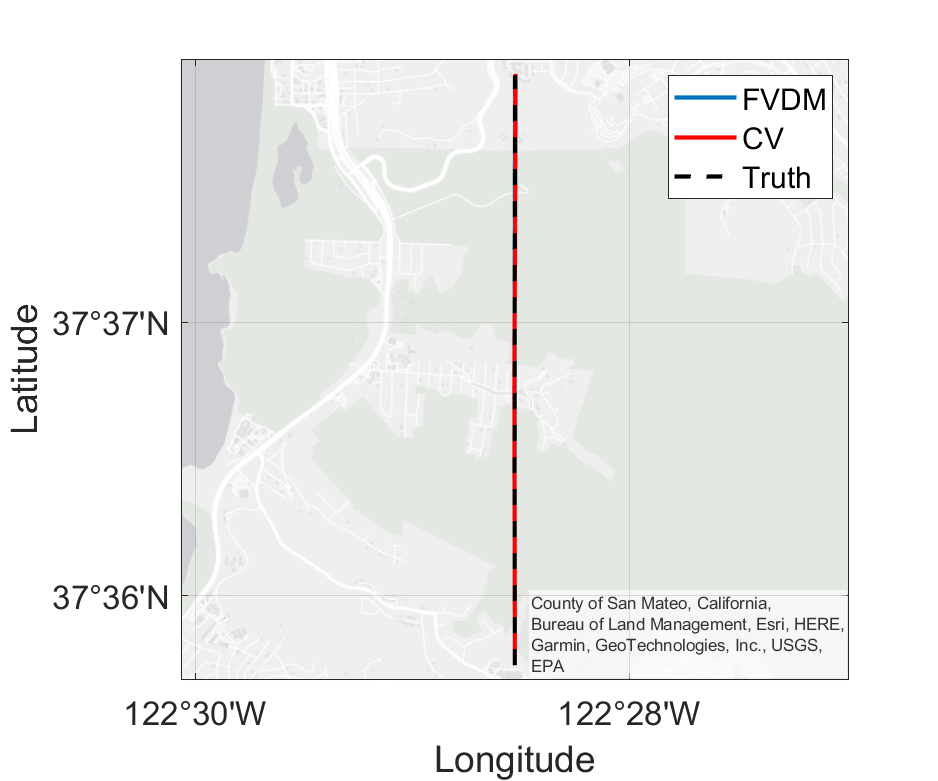 FVDM
CV
Truth
Latitude
37°37'N
37°36'N
County of San Mateo, California,
Bureau of Land Management, Esri, HERE,
Garmin, GeoTechnologies, Inc., USGS,
EPA
122°30'W
122°28'W
Longitude